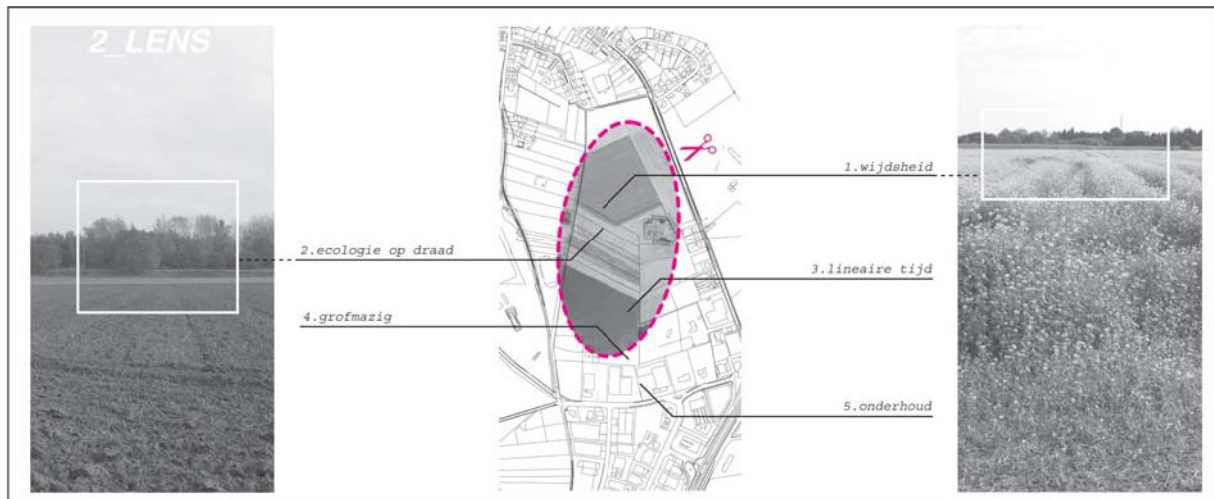 2_LENS
1.wijdsheid
2.ecologie op draad
3.lineaire tijd
4.grofmazig
5.onderhoud